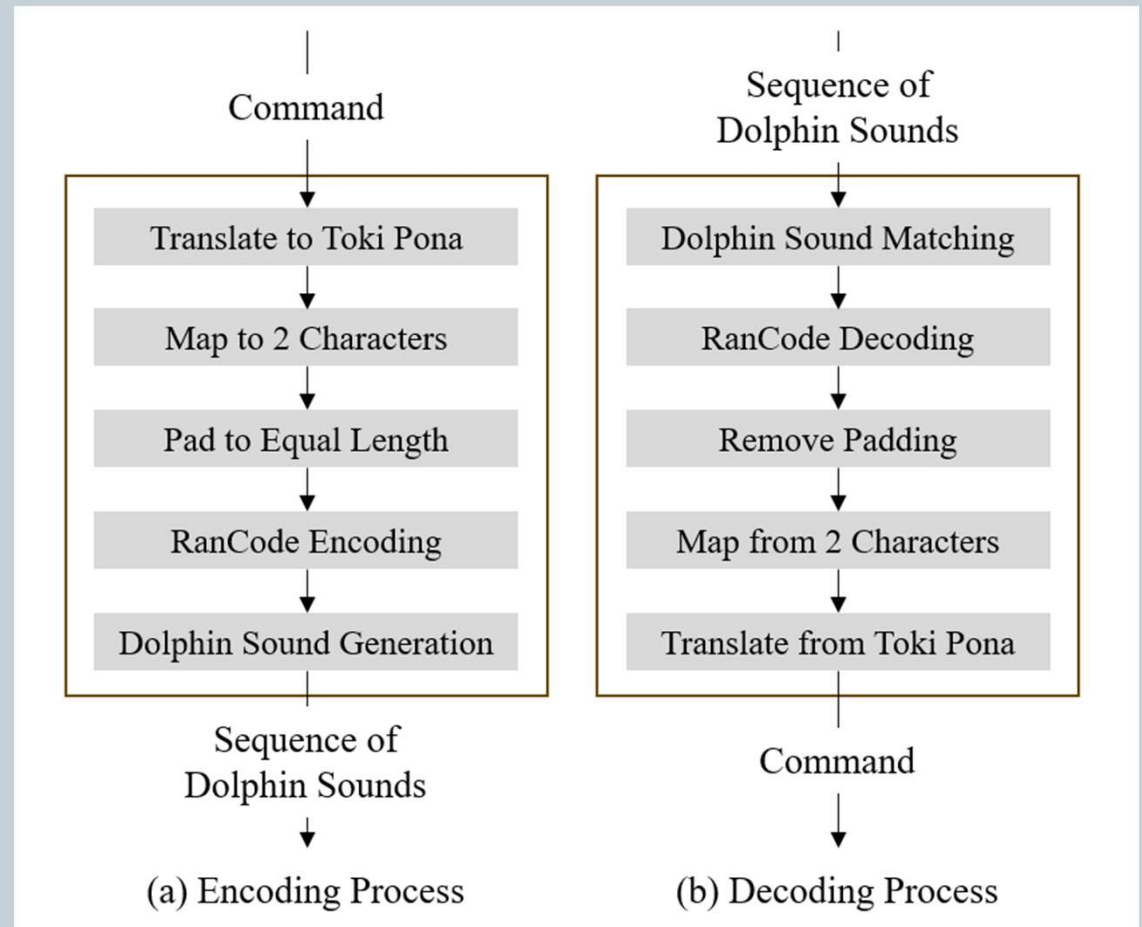 Command
Translate to Toki Pona
Map to 2 Characters
Pad to Equal Length
RanCode Encoding
Dolphin Sound Generation
Sequence of
Dolphin Sounds
(a) Encoding Process
Sequence of
Dolphin Sounds
Dolphin Sound Matching
RanCode Decoding
Remove Padding
Map from 2 Characters
Translate from Toki Pona
Command
(b) Decoding Process